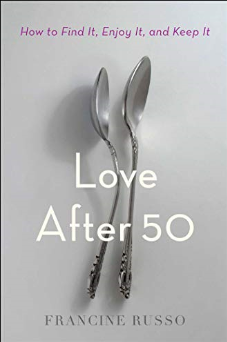 How to Find It, Enjoy It, and Keep It
Love
After 50
FRANCINE RUSSO